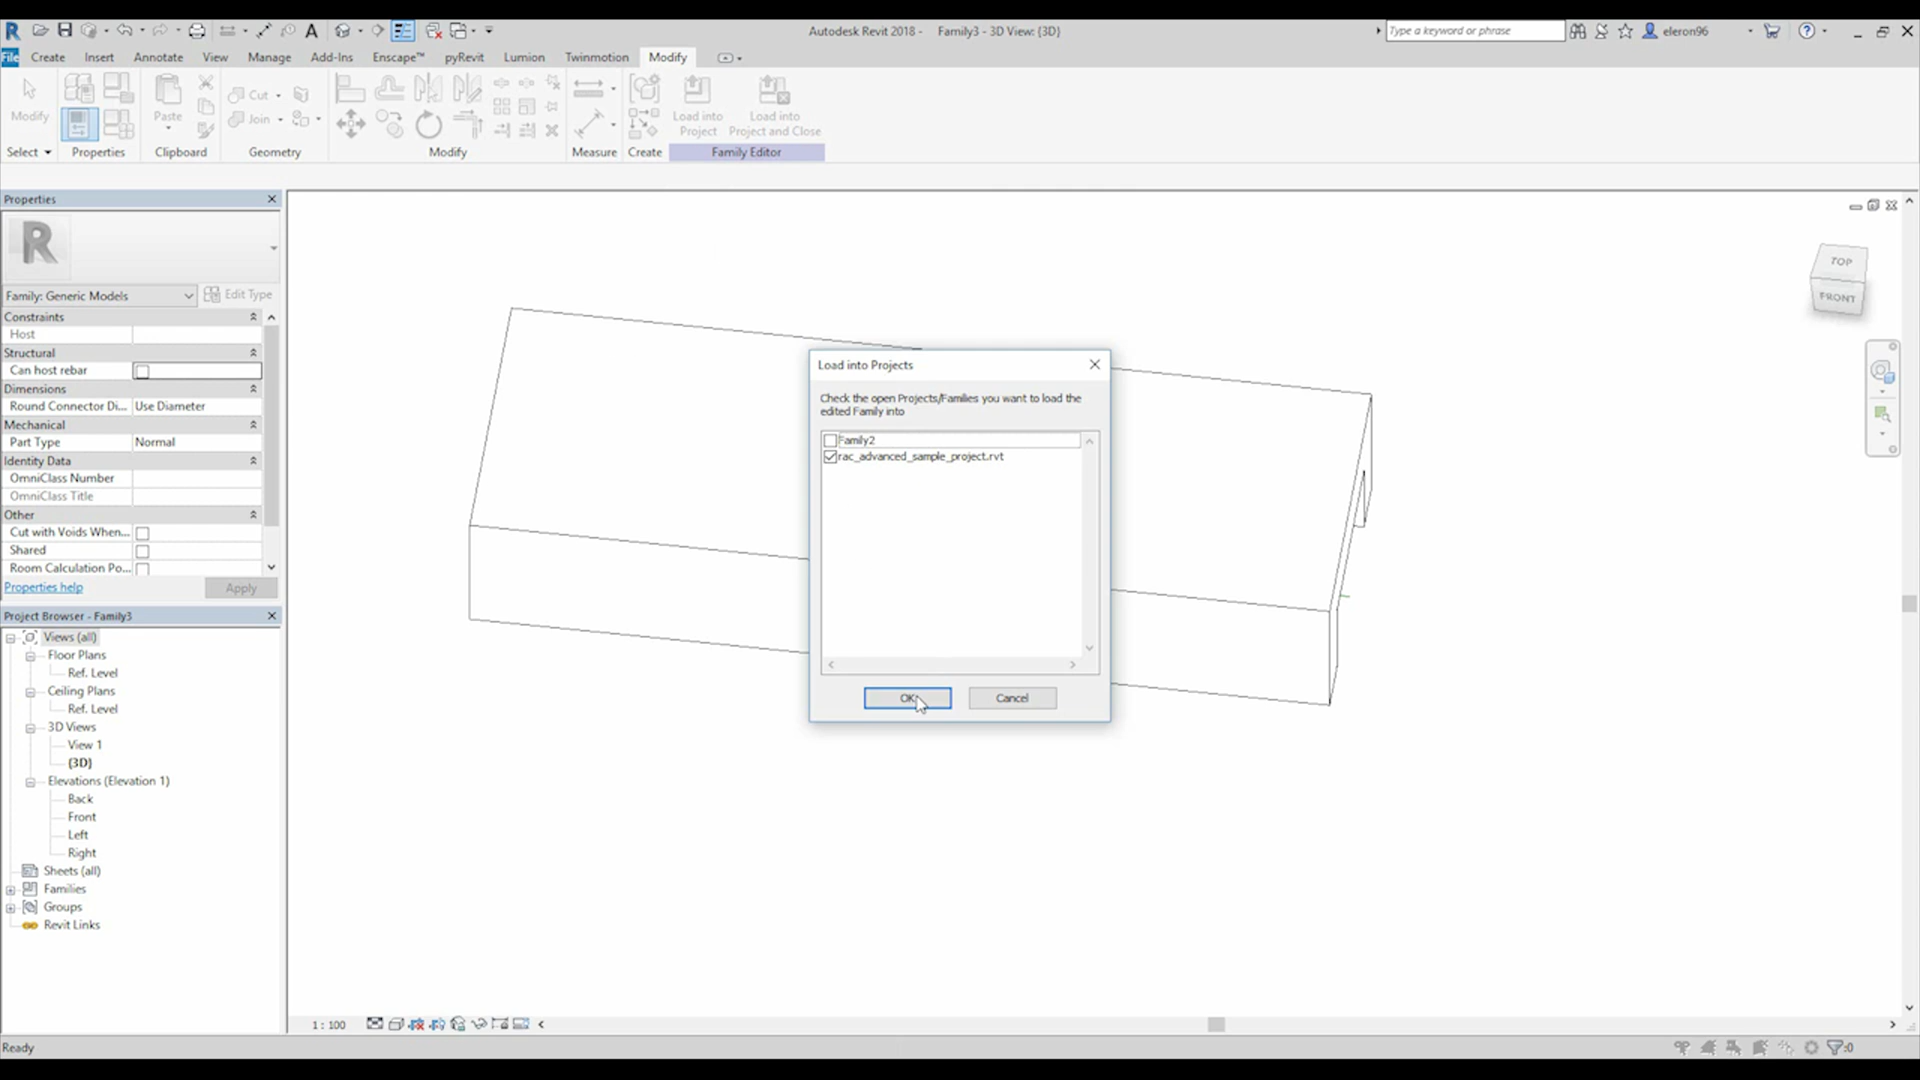 Autodesk Revit 2018 - Family3 - 3D View: {3D}
Type a keyword or phrase
eleron96
File Create Insert Annotate View Manage Add-Ins Enscape™ pyRevit Lumion Twinmotion Modify
Modify
Paste
Cut
Join
Load into Project
Load into Project and Close
Select Properties Clipboard Geometry Modify Measure Create Family Editor
Properties
R
Family: Generic Models
Edit Type
Constraints
Host
Structural
Can host rebar
Dimensions
Round Connector Di... Use Diameter
Mechanical
Part Type Normal
Identity Data
OmniClass Number
OmniClass Title
Other
Cut with Voids When...
Shared
Room Calculation Po...
Properties help
Apply
Project Browser - Family3
Views (all)
Floor Plans
Ref. Level
Ceiling Plans
Ref. Level
3D Views
View 1
{3D}
Elevations (Elevation 1)
Back
Front
Left
Right
Sheets (all)
Families
Groups
Revit Links
Load into Projects
Check the open Projects/Families you want to load the
edited Family into
Family2
rac_advanced_sample_project.rvt
OK
Cancel
TOP
FRONT
1 : 100
Ready
:0